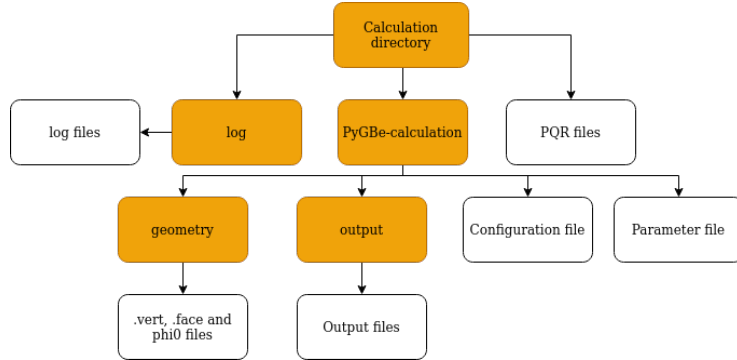 Calculation
directory
log files
log
PyGBe-calculation
PQR files
geometry
output
Configuration file
Parameter file
.vert, .face and
phi0 files
Output files